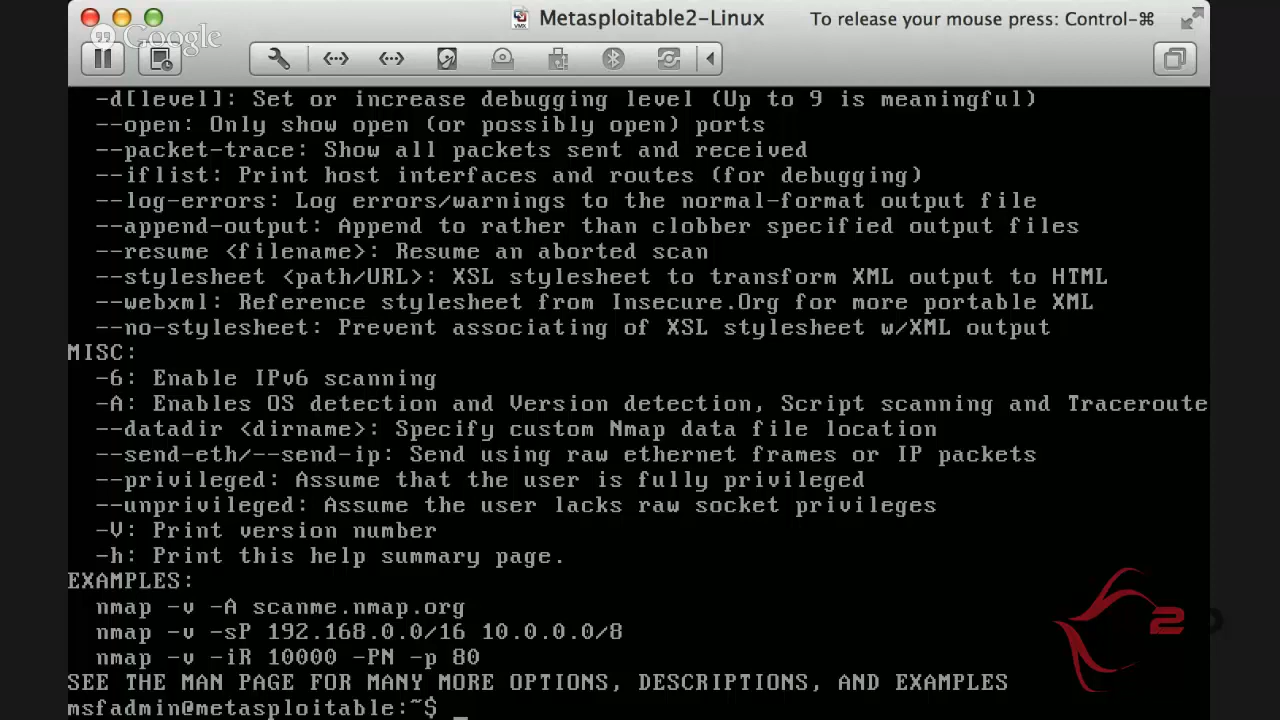 Metasploitable2-Linux
To release your mouse press: Control-⌘
Google
-d[level]: Set or increase debugging level (Up to 9 is meaningful)
--open: Only show open (or possibly open) ports
--packet-trace: Show all packets sent and received
--iflist: Print host interfaces and routes (for debugging)
--log-errors: Log errors/warnings to the normal-format output file
--append-output: Append to rather than clobber specified output files
--resume <filename>: Resume an aborted scan
--stylesheet <path/URL>: XSL stylesheet to transform XML output to HTML
--webxml: Reference stylesheet from Insecure.Org for more portable XML
--no-stylesheet: Prevent associating of XSL stylesheet w/XML output
MISC:
-6: Enable IPv6 scanning
-A: Enables OS detection and Version detection, Script scanning and Traceroute
--datadir <dirname>: Specify custom Nmap data file location
--send-eth/--send-ip: Send using raw ethernet frames or IP packets
--privileged: Assume that the user is fully privileged
--unprivileged: Assume the user lacks raw socket privileges
-V: Print version number
-h: Print this help summary page.
EXAMPLES:
nmap -v -A scanme.nmap.org
nmap -v -sP 192.168.0.0/16 10.0.0.0/8
nmap -v -iR 10000 -PN -p 80
SEE THE MAN PAGE FOR MANY MORE OPTIONS, DESCRIPTIONS, AND EXAMPLES
msfadmin@metasploitable:~$ _